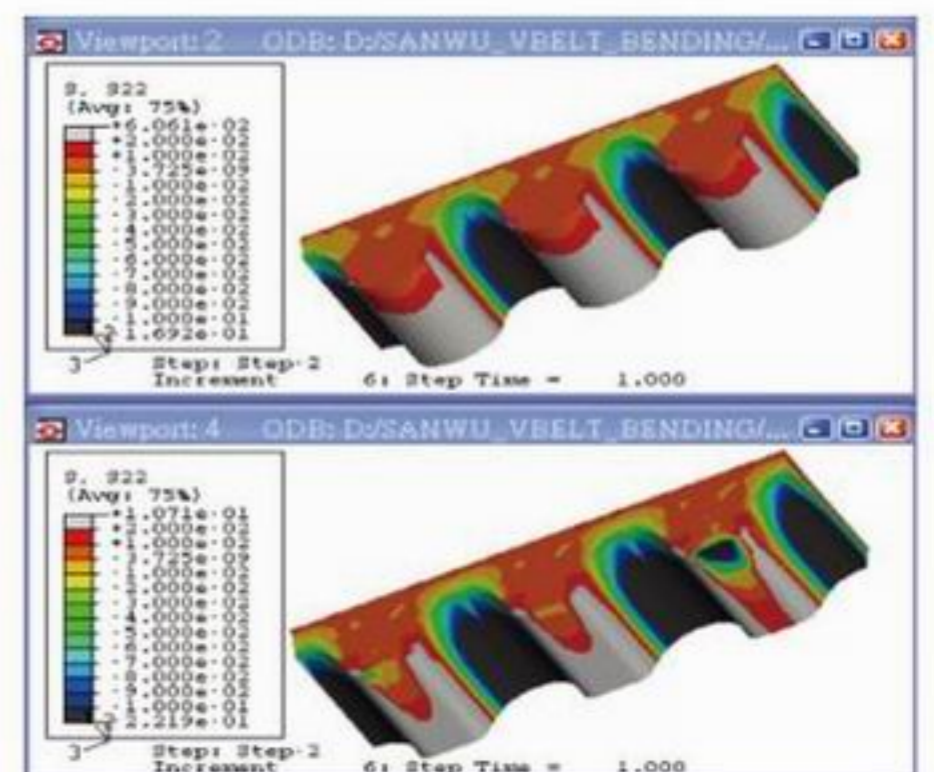 Viewport: 2 ODB: D:/SANWU_VBELT_BENDING/...
S, S22
(Avg: 75%)
+6.061e-02
+2.000e-02
+1.000e-02
-3.725e-09
-1.000e-02
-2.000e-02
-3.000e-02
-4.000e-02
-5.000e-02
-6.000e-02
-7.000e-02
-8.000e-02
-9.000e-02
-1.000e-01
-1.692e-01
2
3
Step: Step-2
Increment 6: Step Time = 1.000
Viewport: 4 ODB: D:/SANWU_VBELT_BENDING/...
S, S22
(Avg: 75%)
+1.071e-01
+2.000e-02
+1.000e-02
-3.725e-09
-1.000e-02
-2.000e-02
-3.000e-02
-4.000e-02
-5.000e-02
-6.000e-02
-7.000e-02
-8.000e-02
-9.000e-02
-1.000e-01
-2.219e-01
2
3
Step: Step-2
Increment 6: Step Time = 1.000